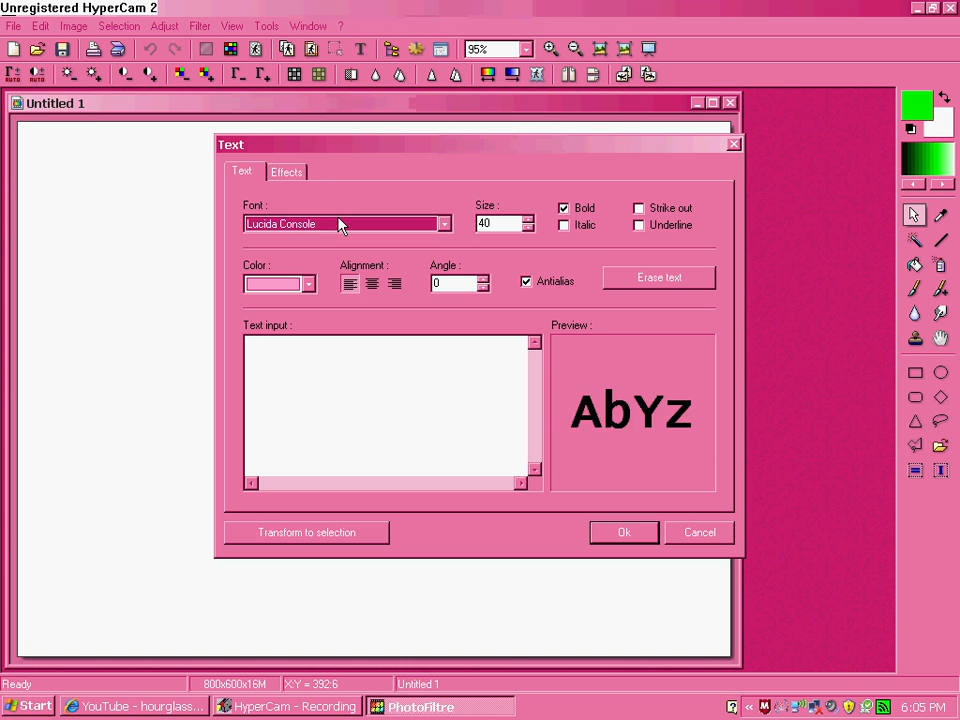 Unregistered HyperCam 2
File Edit Image Selection Adjust Filter View Tools Window ?
T 95%
AUTO AUTO
Untitled 1
Text
Text Effects
Font : Size :
Lucida Console 40 Bold Strike out
Italic Underline
Color : Alignment : Angle :
0 Antialias Erase text
Text input : Preview :
AbYz
Transform to selection Ok Cancel
Ready 800x600x16M X:Y = 392:6 Untitled 1
Start YouTube - hourglass... HyperCam - Recording PhotoFiltre 6:05 PM